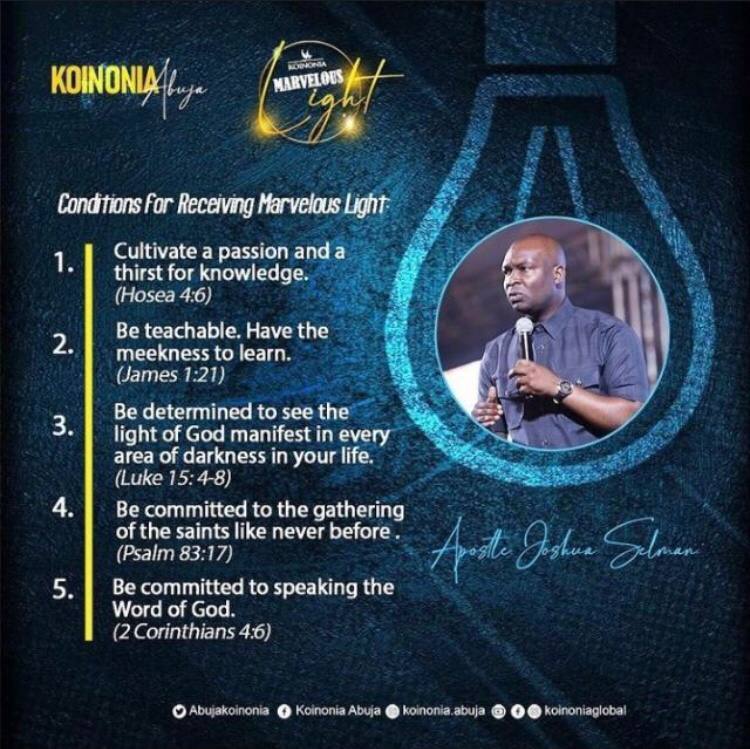 KOINONIA Abuja
KOINONIA
MARVELOUS
Light
Conditions for Receiving Marvelous Light
1. Cultivate a passion and a
thirst for knowledge.
(Hosea 4:6)
2. Be teachable. Have the
meekness to learn.
(James 1:21)
3. Be determined to see the
light of God manifest in every
area of darkness in your life.
(Luke 15: 4-8)
4. Be committed to the gathering
of the saints like never before .
(Psalm 83:17)
5. Be committed to speaking the
Word of God.
(2 Corinthians 4:6)
Apostle Joshua Selman
Abujakoinonia Koinonia Abuja koinonia.abuja koinoniaglobal